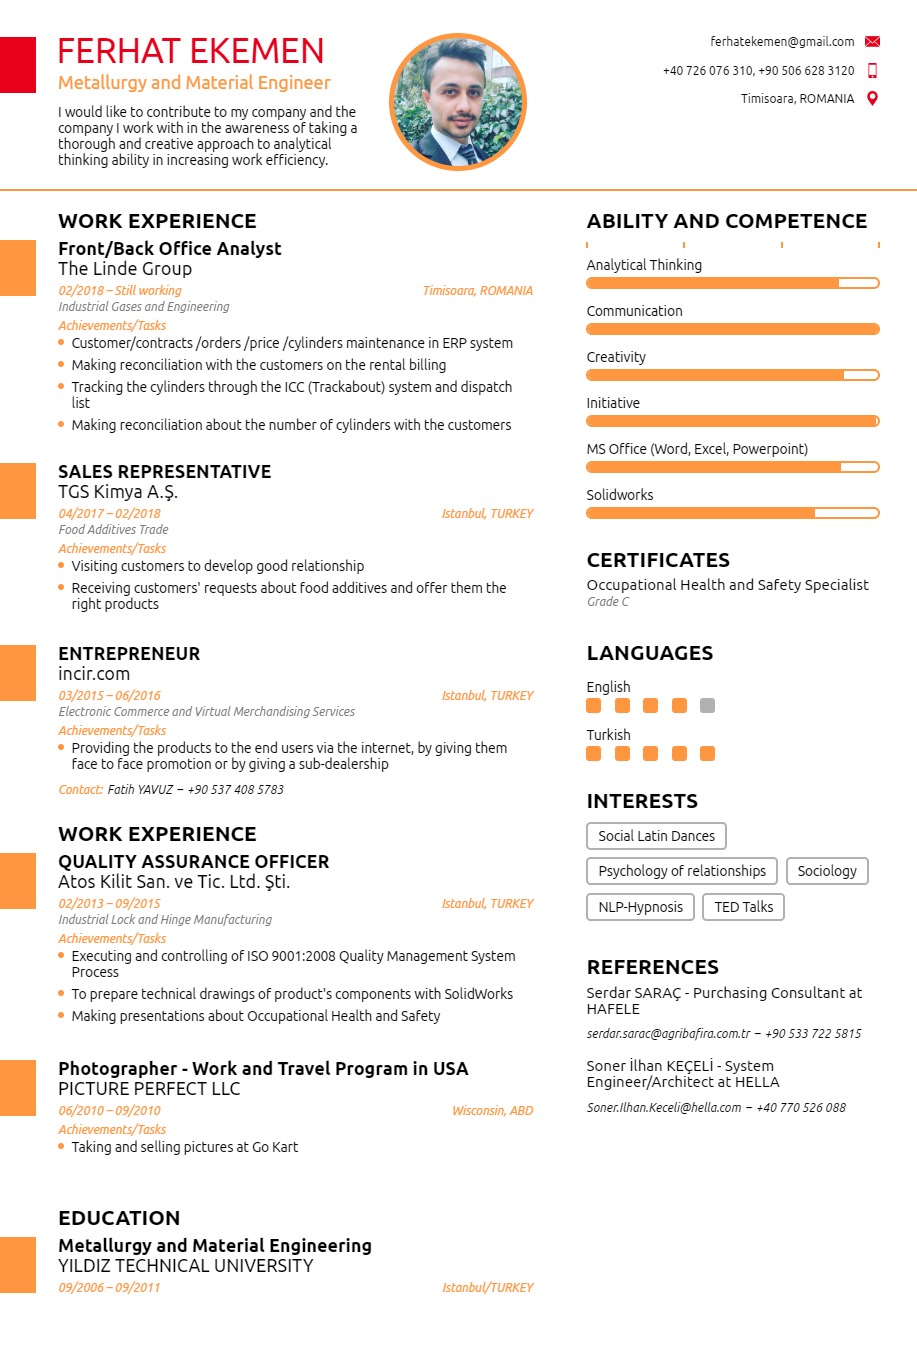 FERHAT EKEMEN
Metallurgy and Material Engineer
I would like to contribute to my company and the
company I work with in the awareness of taking a
thorough and creative approach to analytical
thinking ability in increasing work efficiency.
ferhatekemen@gmail.com
+40 726 076 310, +90 506 628 3120
Timisoara, ROMANIA
WORK EXPERIENCE
Front/Back Office Analyst
The Linde Group
02/2018 – Still working Timisoara, ROMANIA
Industrial Gases and Engineering
Achievements/Tasks
Customer/contracts /orders /price /cylinders maintenance in ERP system
Making reconciliation with the customers on the rental billing
Tracking the cylinders through the ICC (Trackabout) system and dispatch
list
Making reconciliation about the number of cylinders with the customers
SALES REPRESENTATIVE
TGS Kimya A.Ş.
04/2017 – 02/2018 Istanbul, TURKEY
Food Additives Trade
Achievements/Tasks
Visiting customers to develop good relationship
Receiving customers' requests about food additives and offer them the
right products
ENTREPRENEUR
incir.com
03/2015 – 06/2016 Istanbul, TURKEY
Electronic Commerce and Virtual Merchandising Services
Achievements/Tasks
Providing the products to the end users via the internet, by giving them
face to face promotion or by giving a sub-dealership
Contact: Fatih YAVUZ – +90 537 408 5783
WORK EXPERIENCE
QUALITY ASSURANCE OFFICER
Atos Kilit San. ve Tic. Ltd. Şti.
02/2013 – 09/2015 Istanbul, TURKEY
Industrial Lock and Hinge Manufacturing
Achievements/Tasks
Executing and controlling of ISO 9001:2008 Quality Management System
Process
To prepare technical drawings of product's components with SolidWorks
Making presentations about Occupational Health and Safety
Photographer - Work and Travel Program in USA
PICTURE PERFECT LLC
06/2010 – 09/2010 Wisconsin, ABD
Achievements/Tasks
Taking and selling pictures at Go Kart
EDUCATION
Metallurgy and Material Engineering
YILDIZ TECHNICAL UNIVERSITY
09/2006 – 09/2011 Istanbul/TURKEY
ABILITY AND COMPETENCE
Analytical Thinking
Communication
Creativity
Initiative
MS Office (Word, Excel, Powerpoint)
Solidworks
CERTIFICATES
Occupational Health and Safety Specialist
Grade C
LANGUAGES
English
Turkish
INTERESTS
Social Latin Dances
Psychology of relationships Sociology
NLP-Hypnosis TED Talks
REFERENCES
Serdar SARAÇ - Purchasing Consultant at
HAFELE
serdar.sarac@agribafira.com.tr – +90 533 722 5815
Soner İlhan KEÇELİ - System
Engineer/Architect at HELLA
Soner.Ilhan.Keceli@hella.com – +40 770 526 088